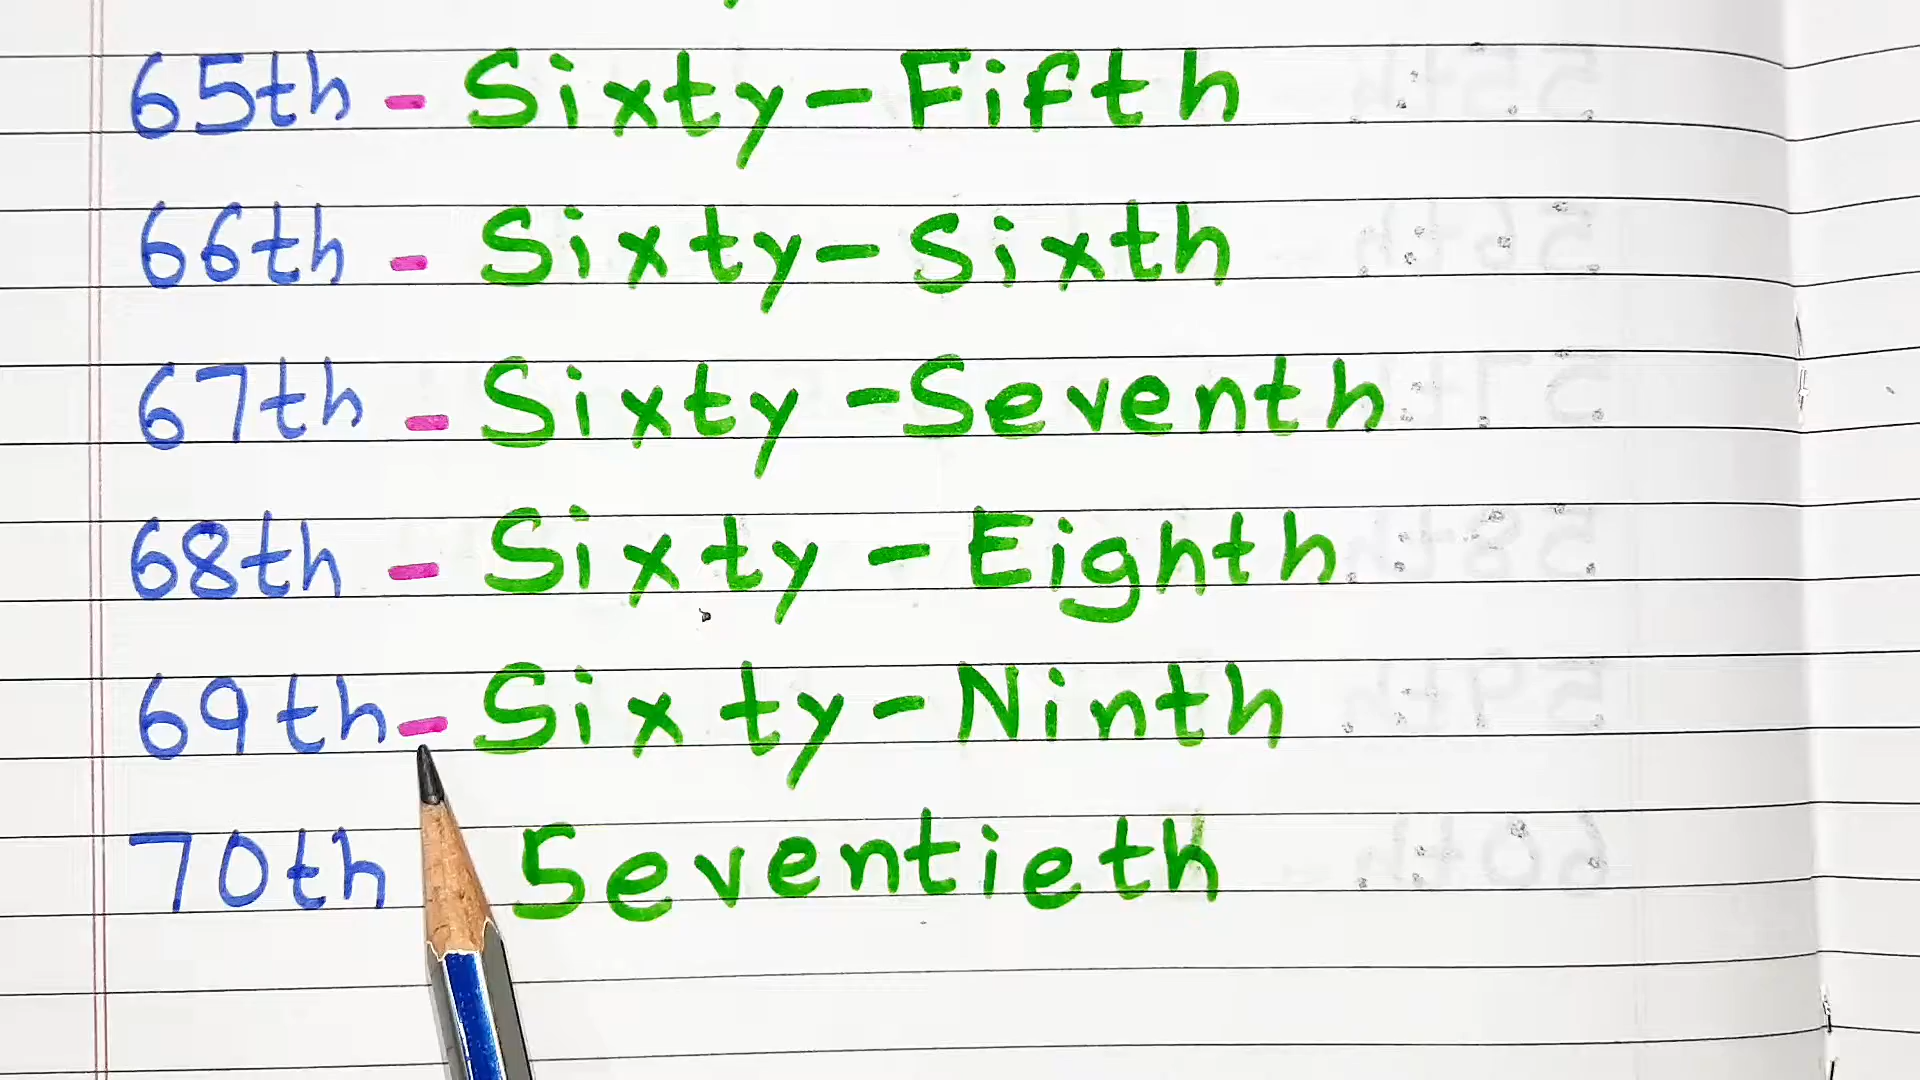 65th - Sixty-Fifth
66th - Sixty-Sixth
67th - Sixty-Seventh
68th - Sixty-Eighth
69th - Sixty-Ninth
70th Seventieth